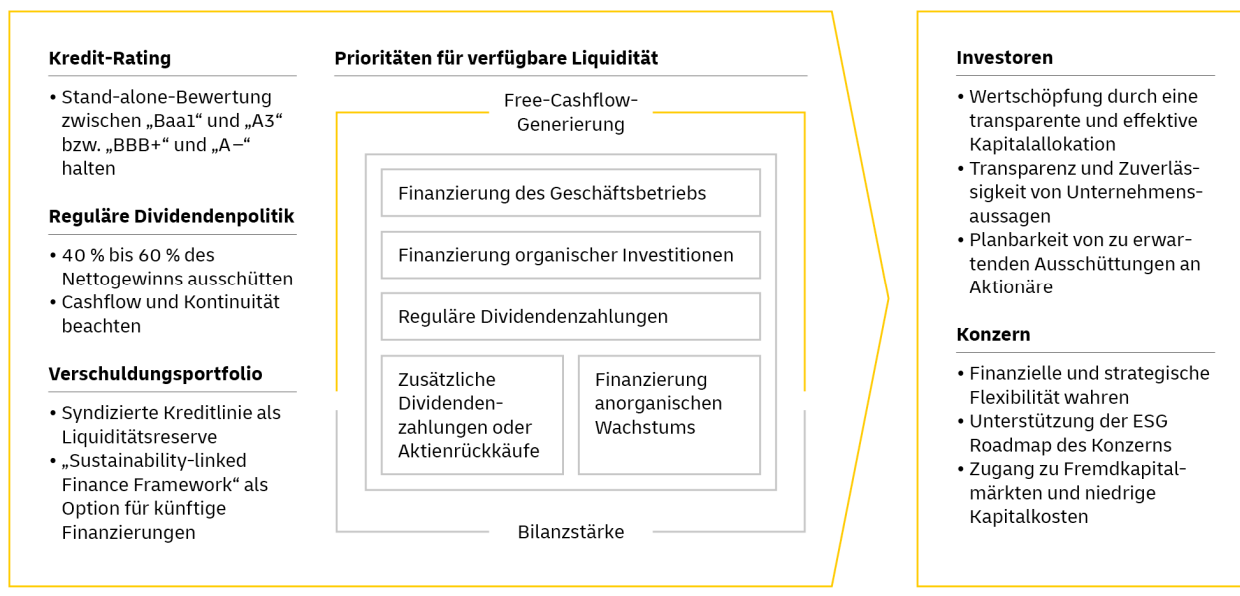 Kredit-Rating
• Stand-alone-Bewertung
zwischen „Baa1“ und „A3“
bzw. „BBB+“ und „A–“
halten
Reguläre Dividendenpolitik
• 40 % bis 60 % des
Nettogewinns ausschütten
• Cashflow und Kontinuität
beachten
Verschuldungsportfolio
• Syndizierte Kreditlinie als
Liquiditätsreserve
• „Sustainability-linked
Finance Framework“ als
Option für künftige
Finanzierungen
Prioritäten für verfügbare Liquidität
Free-Cashflow-
Generierung
Finanzierung des Geschäftsbetriebs
Finanzierung organischer Investitionen
Reguläre Dividendenzahlungen
Zusätzliche
Dividenden-
zahlungen oder
Aktienrückkäufe
Finanzierung
anorganischen
Wachstums
Bilanzstärke
Investoren
• Wertschöpfung durch eine
transparente und effektive
Kapitalallokation
• Transparenz und Zuverläs-
sigkeit von Unternehmens-
aussagen
• Planbarkeit von zu erwar-
tenden Ausschüttungen an
Aktionäre
Konzern
• Finanzielle und strategische
Flexibilität wahren
• Unterstützung der ESG
Roadmap des Konzerns
• Zugang zu Fremdkapital-
märkten und niedrige
Kapitalkosten